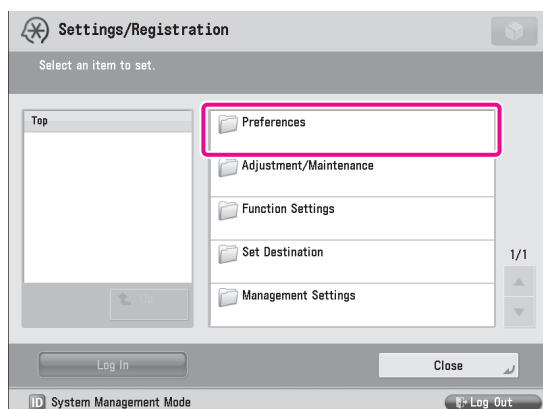 Settings/Registration
Select an item to set.
Top
Preferences
Adjustment/Maintenance
Function Settings
Set Destination
1/1
Management Settings
Up
Log In
Close
ID System Management Mode
Log Out